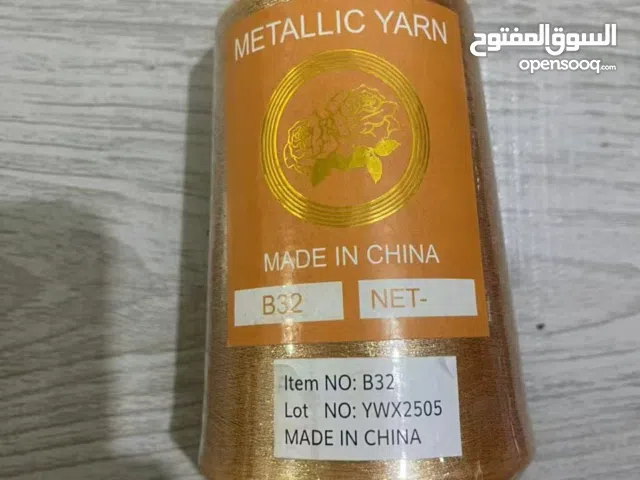 السوق المفتوح
opensooq.com
METALLIC YARN
MADE IN CHINA
B32 NET-
Item NO: B32
Lot NO: YWX2505
MADE IN CHINA